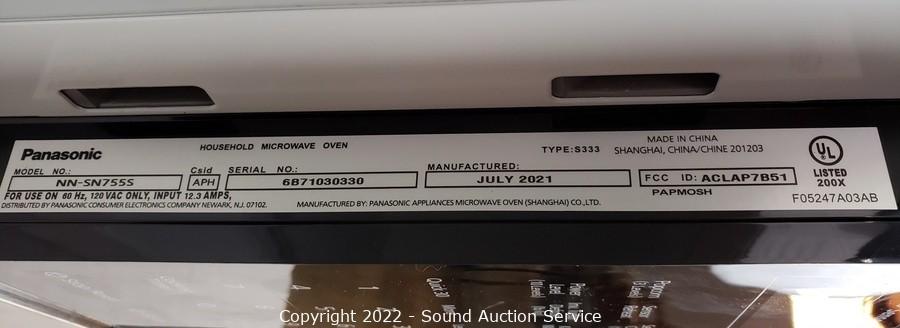 Panasonic
HOUSEHOLD MICROWAVE OVEN
TYPE:S333
MADE IN CHINA
SHANGHAI, CHINA/CHINE 201203
UL
LISTED
200X
F05247A03AB
MODEL NO.:
NN-SN755S
Csid
APH
SERIAL NO.:
6B71030330
MANUFACTURED:
JULY 2021
FCC ID: ACLAP7B51
PAPMOSH
FOR USE ON 60 Hz, 120 VAC ONLY, INPUT 12.3 AMPS,
DISTRIBUTED BY PANASONIC CONSUMER ELECTRONICS COMPANY NEWARK, N.J. 07102.
MANUFACTURED BY: PANASONIC APPLIANCES MICROWAVE OVEN (SHANGHAI) CO.,LTD.
Copyright 2022 - Sound Auction Service